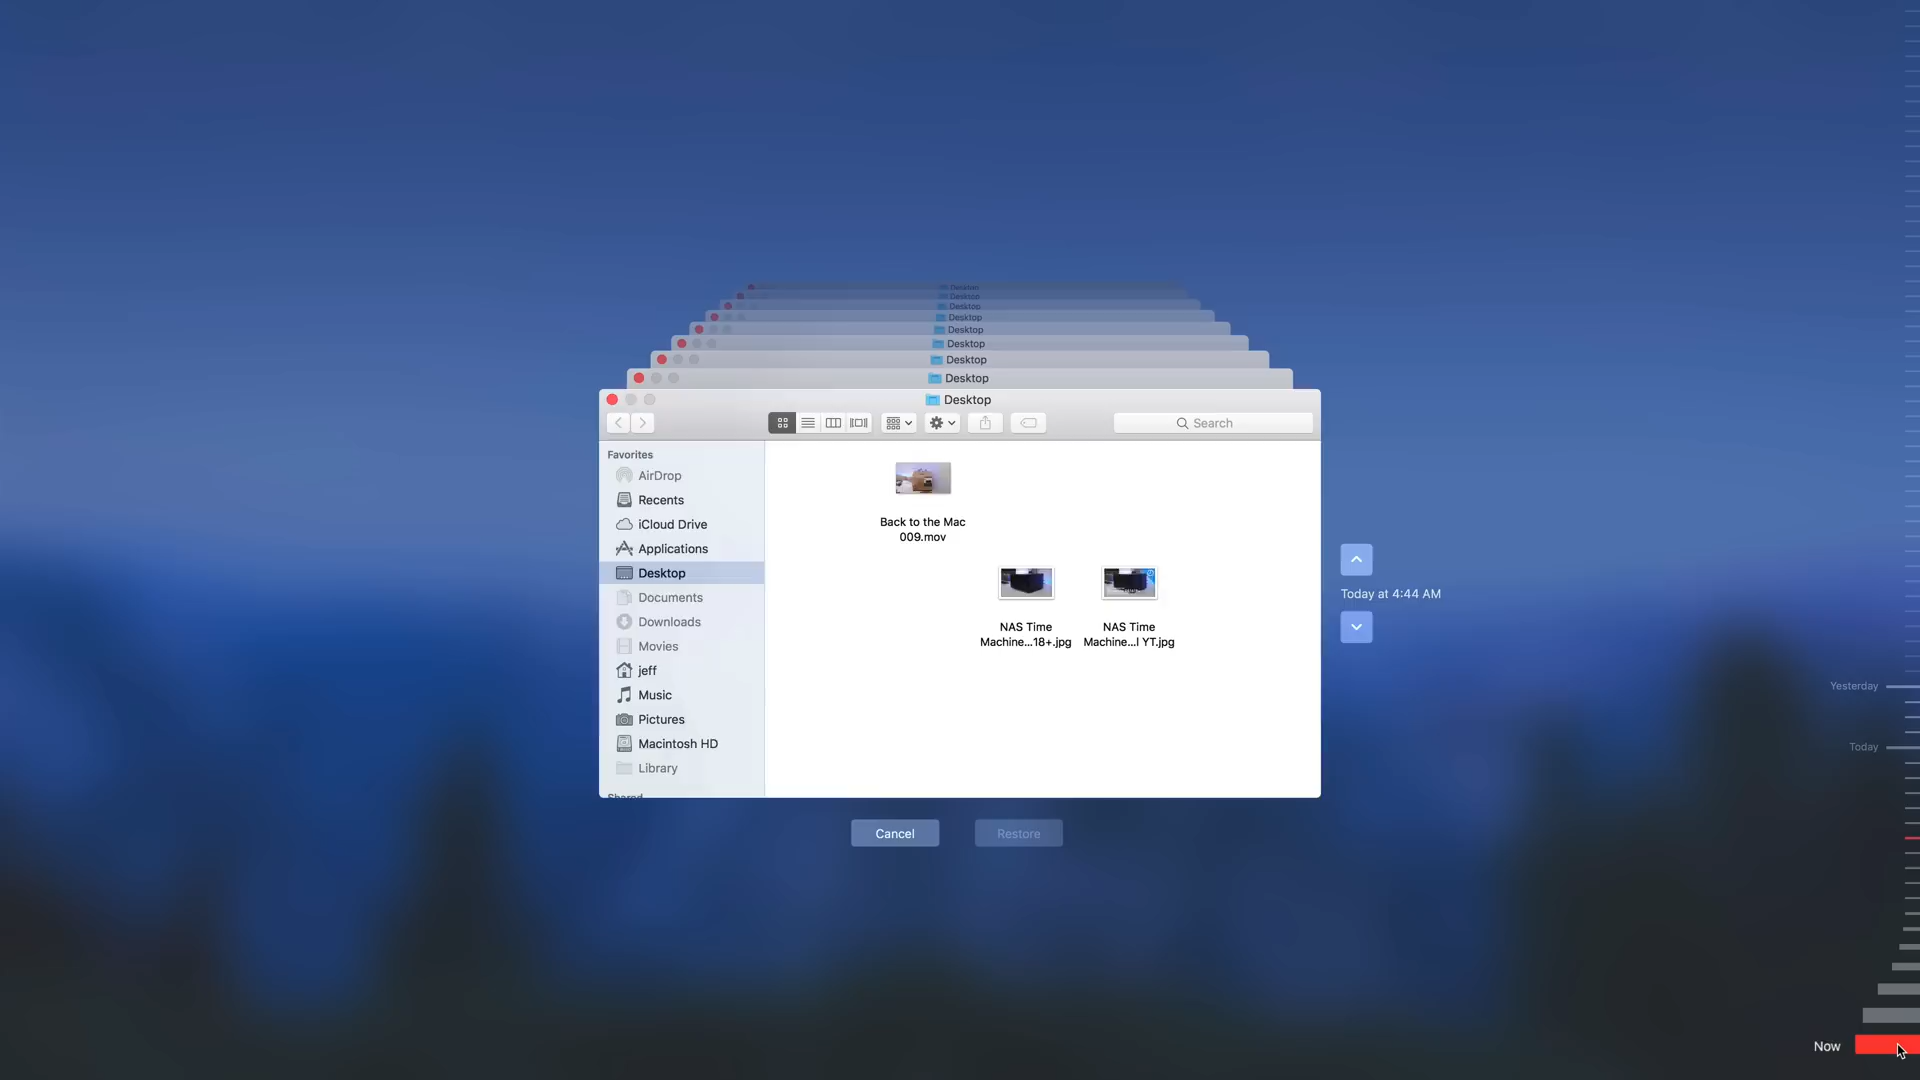 Desktop
Desktop
Desktop
Desktop
Desktop
Desktop
Desktop
Desktop
Desktop
Search
Favorites
AirDrop
Recents
iCloud Drive
Applications
Desktop
Documents
Downloads
Movies
jeff
Music
Pictures
Macintosh HD
Library
Shared
Back to the Mac
009.mov
NAS Time
Machine...18+.jpg
NAS Time
Machine...l YT.jpg
Today at 4:44 AM
Cancel
Restore
Yesterday
Today
Now